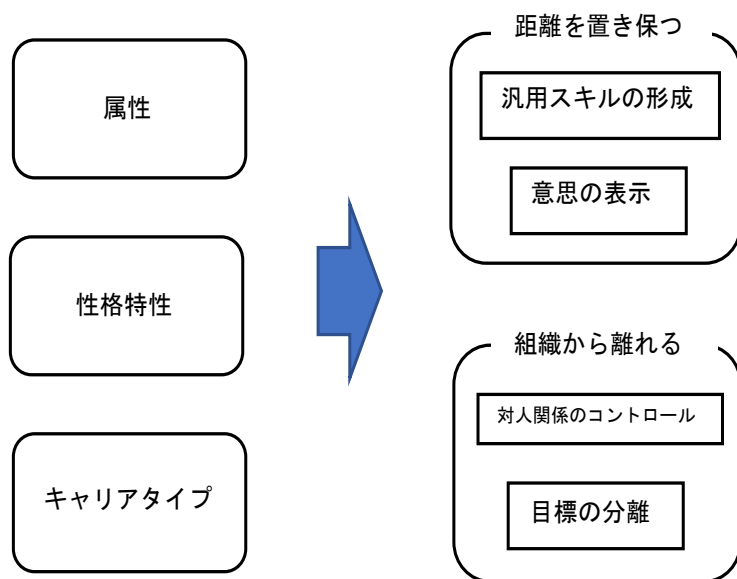 属性
性格特性
キャリアタイプ
距離を置き保つ
汎用スキルの形成
意思の表示
組織から離れる
対人関係のコントロール
目標の分離